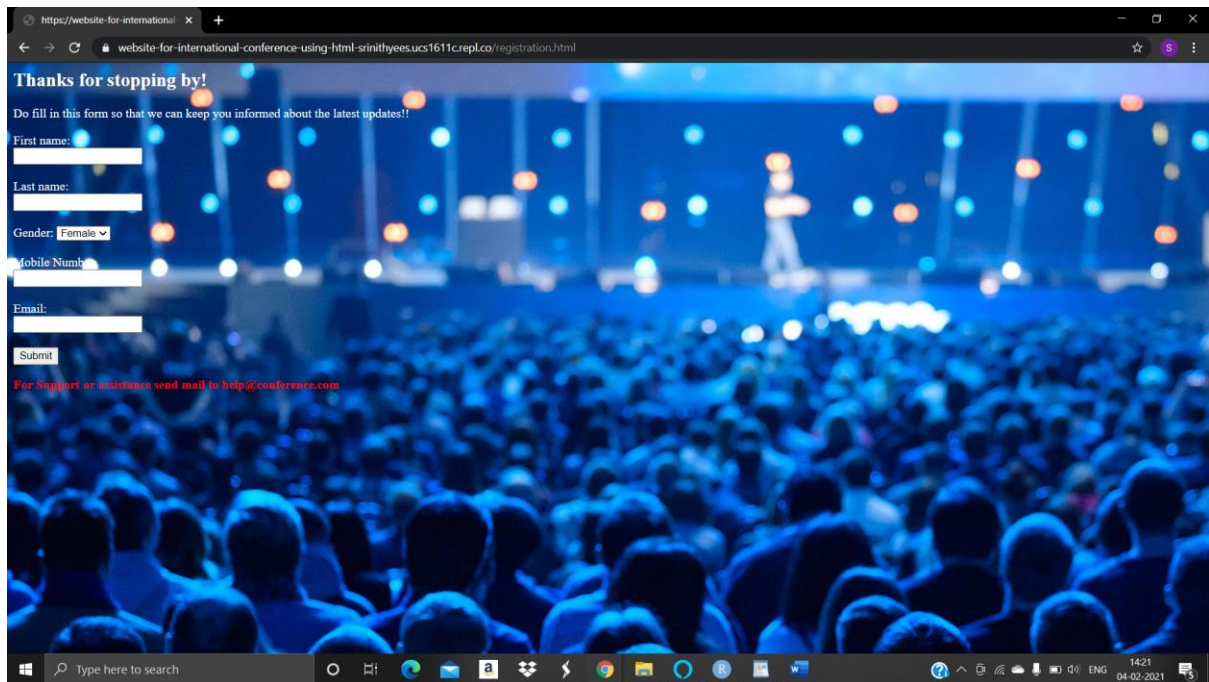 https://website-for-international-
website-for-international-conference-using-html-srinithyees.ucs1611c.repl.co/registration.html
S
Thanks for stopping by!
Do fill in this form so that we can keep you informed about the latest updates!!
First name:
Last name:
Gender: Female
Mobile Number
Email:
Submit
For Support or assistance send mail to help@conference.com
Type here to search
a
R
W
ENG
14:21
04-02-2021
5